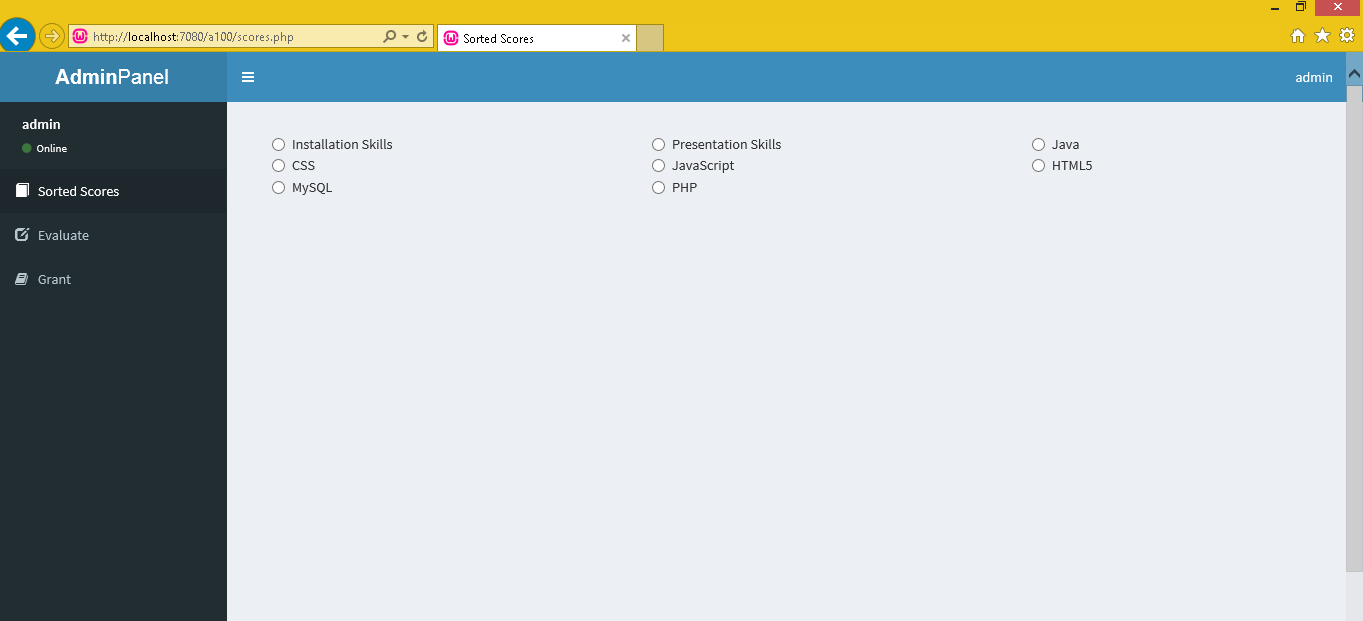 http://localhost:7080/a100/scores.php
Sorted Scores
AdminPanel
admin
admin
Online
Sorted Scores
Evaluate
Grant
Installation Skills Presentation Skills Java
CSS JavaScript HTML5
MySQL PHP